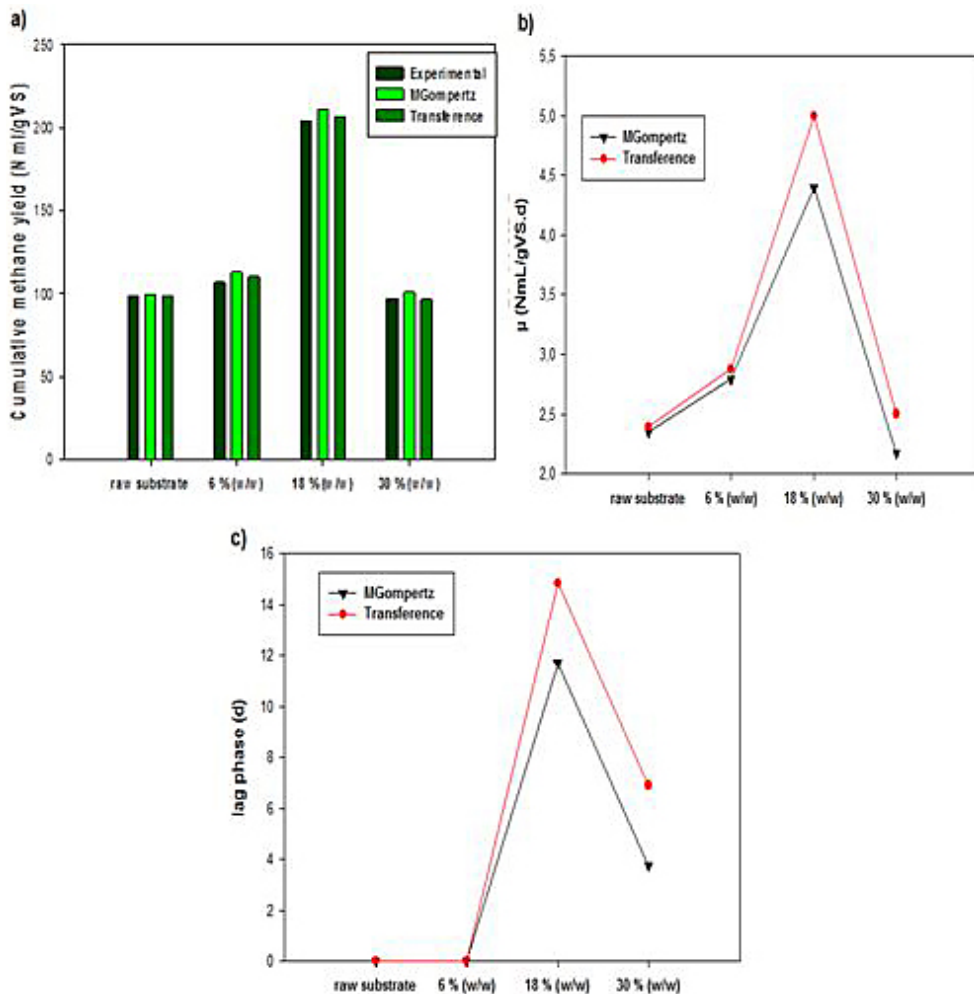 a)
Cumulative methane yield (N ml/gVS)
250
200
150
100
50
0
Experimental
MGompertz
Transference
raw substrate 6 % (w/w) 18 % (w/w) 30 % (w/w)
b)
µ (NmL/gVS.d)
5,5
5,0
4,5
4,0
3,5
3,0
2,5
2,0
MGompertz
Transference
raw substrate 6 % (w/w) 18 % (w/w) 30 % (w/w)
c)
lag phase (d)
16
14
12
10
8
6
4
2
0
MGompertz
Transference
raw substrate 6 % (w/w) 18 % (w/w) 30 % (w/w)